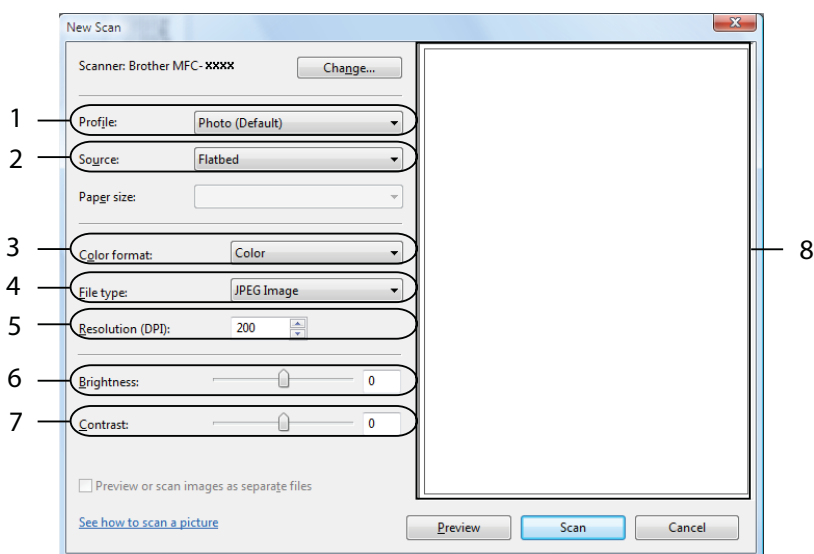 New Scan
Scanner: Brother MFC-XXXX Change...
1 Profile: Photo (Default)
2 Source: Flatbed
Paper size:
3 Color format: Color
8
4 File type: JPEG Image
5 Resolution (DPI): 200
6 Brightness: 0
7 Contrast: 0
Preview or scan images as separate files
See how to scan a picture Preview Scan Cancel